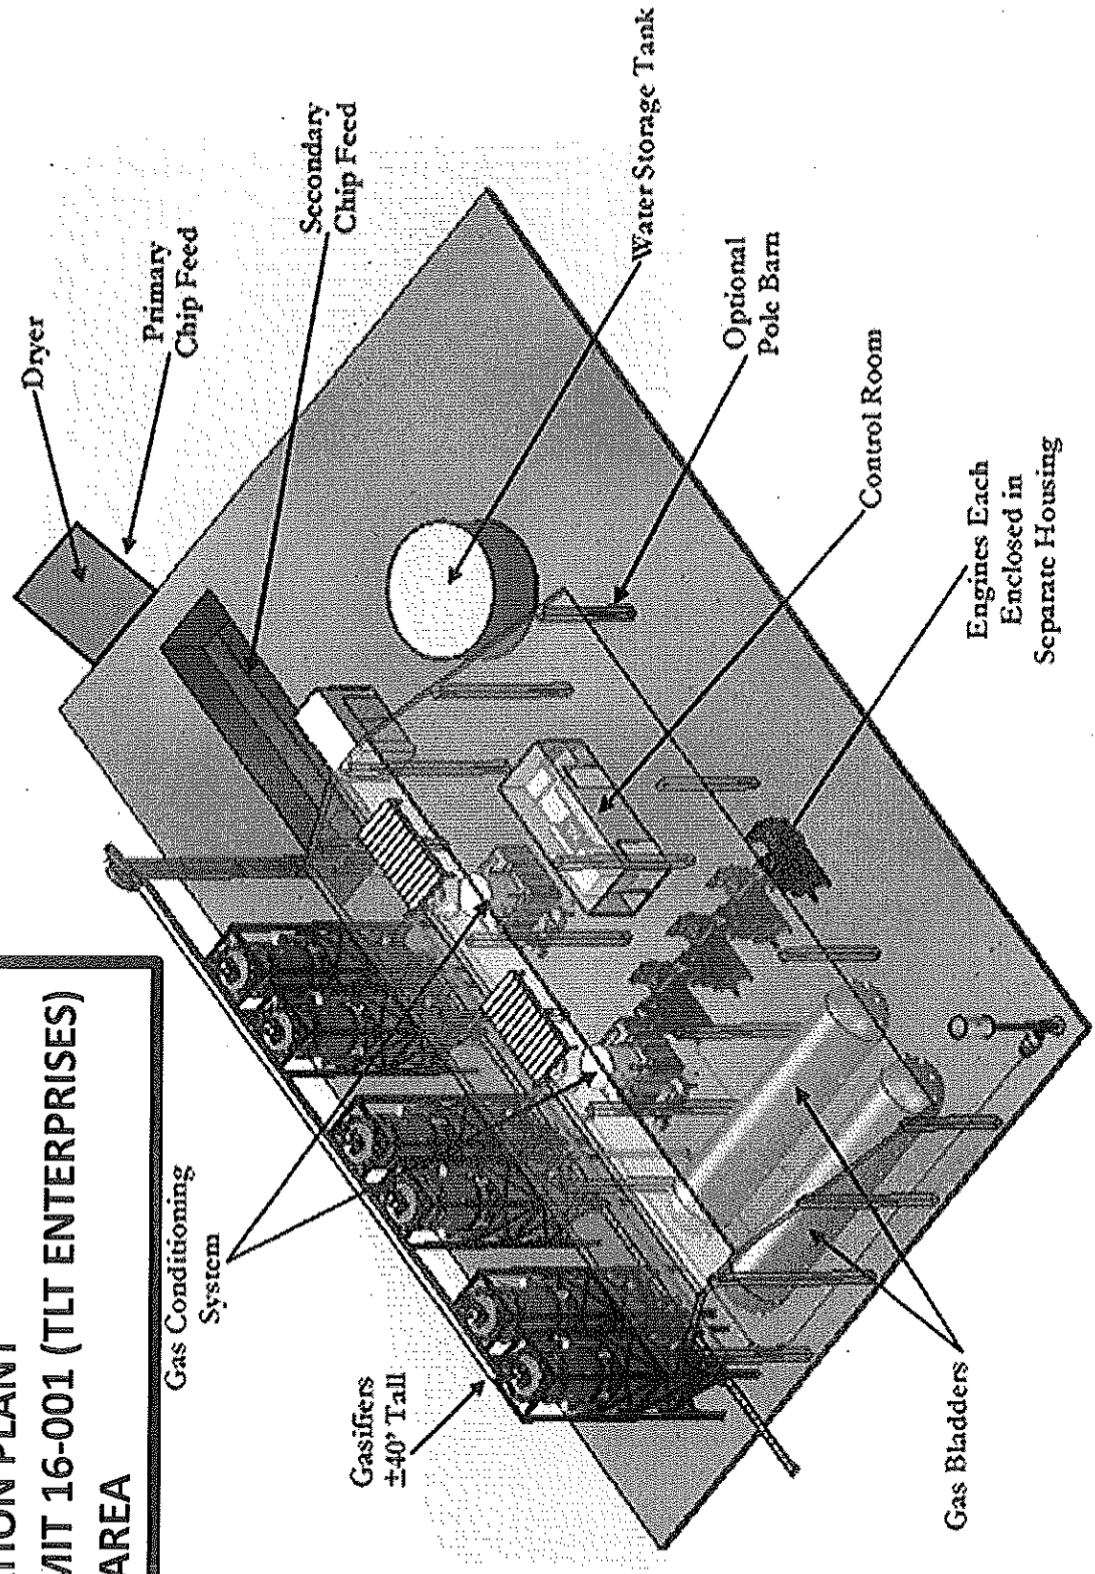 TION PLANT
MIT 16-001 (TLT ENTERPRISES)
AREA
Gas Conditioning
System
Gasifiers
±40' Tall
Gas Bladders
Dryer
Primary
Chip Feed
Secondary
Chip Feed
Water Storage Tank
Optional
Pole Barn
Control Room
Engines Each
Enclosed in
Separate Housing